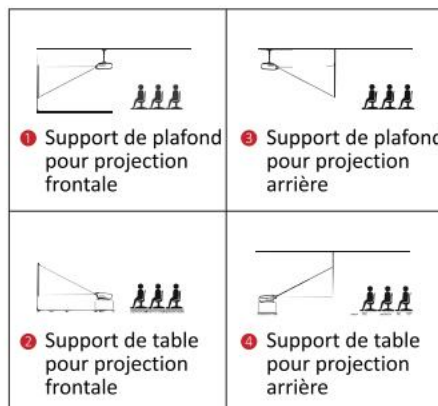 1 Support de plafond
pour projection
frontale
3 Support de plafond
pour projection
arrière
2 Support de table
pour projection
frontale
4 Support de table
pour projection
arrière